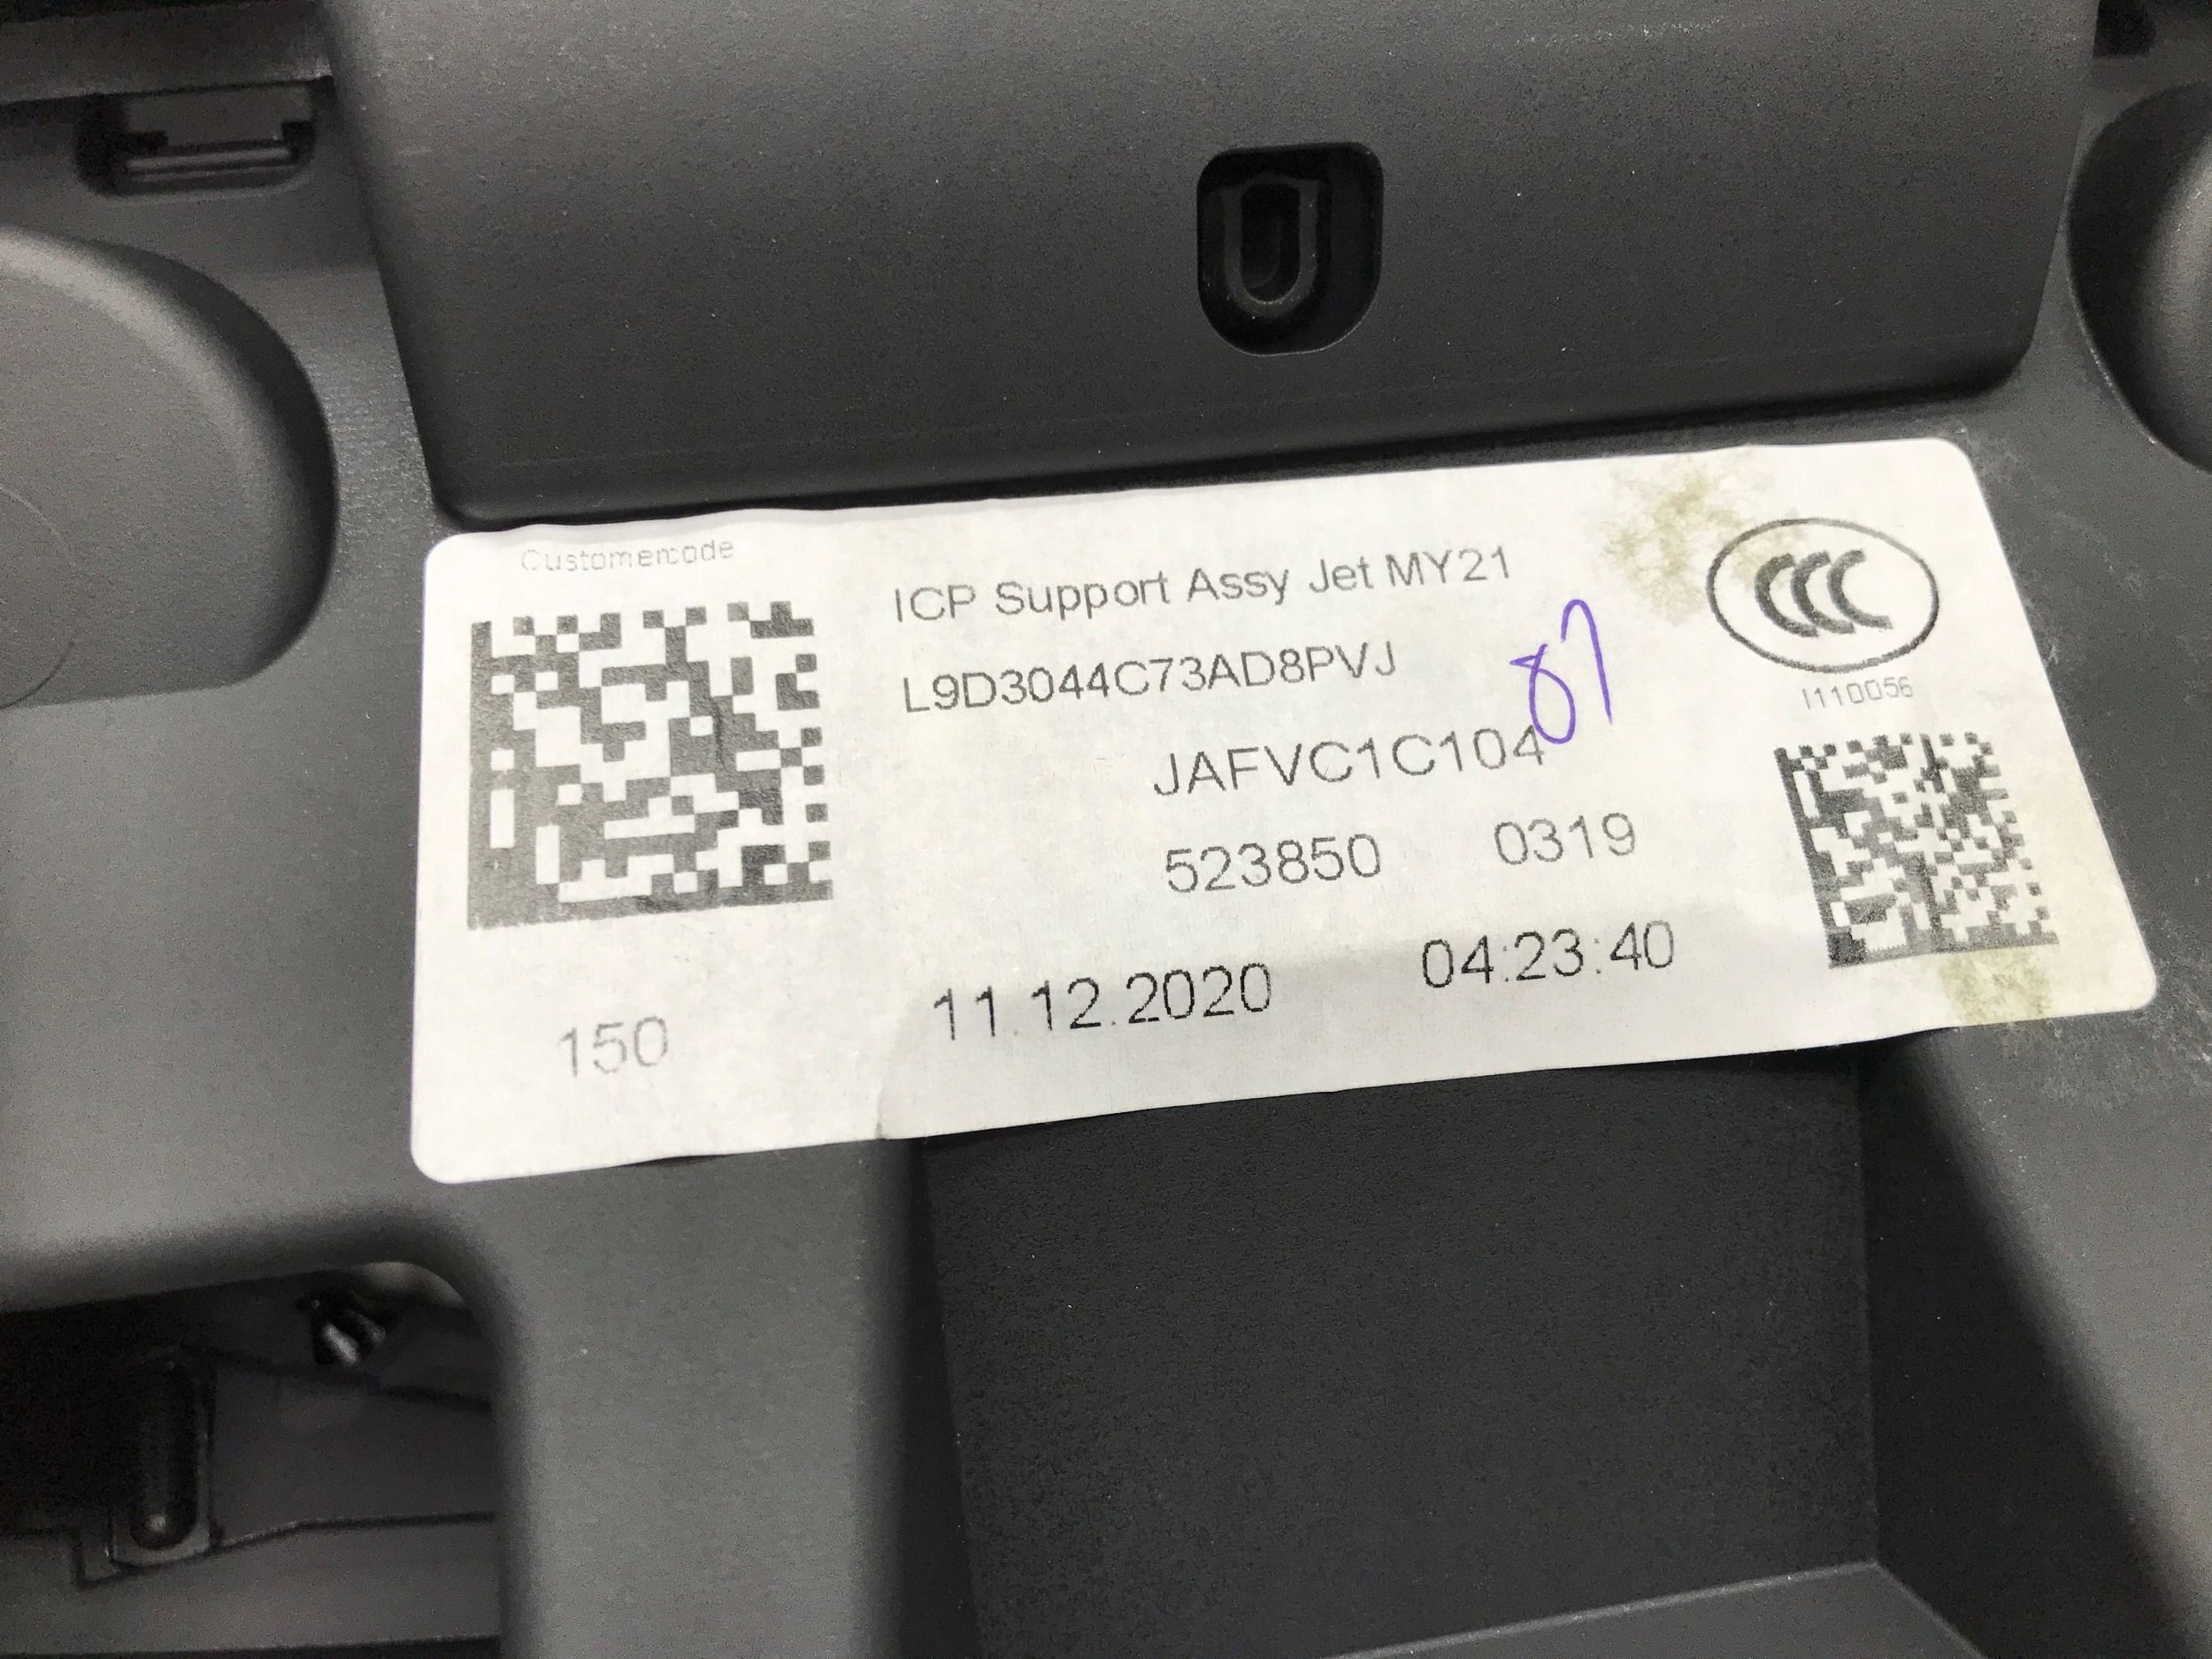 Customercode
ICP Support Assy Jet MY21
L9D3044C73AD8PVJ
87
JAFVC1C104
523850 0319
11.12.2020 04:23:40
150
CCC
I110056